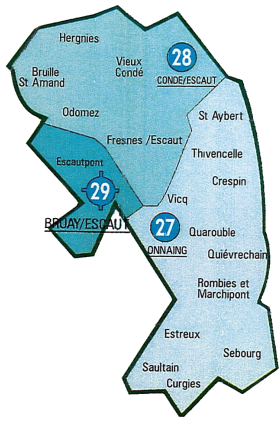 Hergnies
Vieux
Condé
28
CONDE/ESCAUT
Bruille
St Amand
Odomez
St Aybert
Fresnes /Escaut
Thivencelle
Escautpont
Crespin
29
Vicq
BRUAY/ESCAUT
27
ONNAING
Quarouble
Quiévrechain
Rombies et
Marchipont
Estreux
Sebourg
Saultain
Curgies